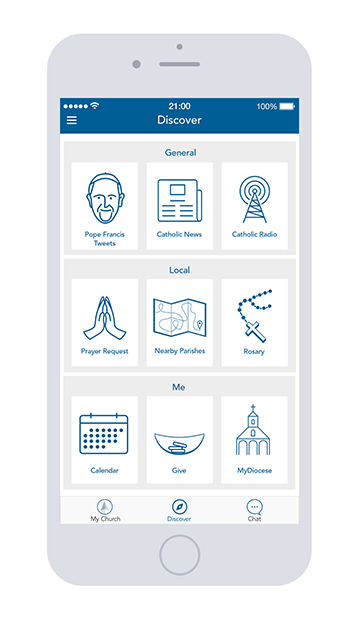 21:00
100%
Discover
General
Pope Francis
Tweets
Catholic News
Catholic Radio
Local
Prayer Request
Nearby Parishes
Rosary
Me
Calendar
Give
MyDiocese
My Church
Discover
Chat